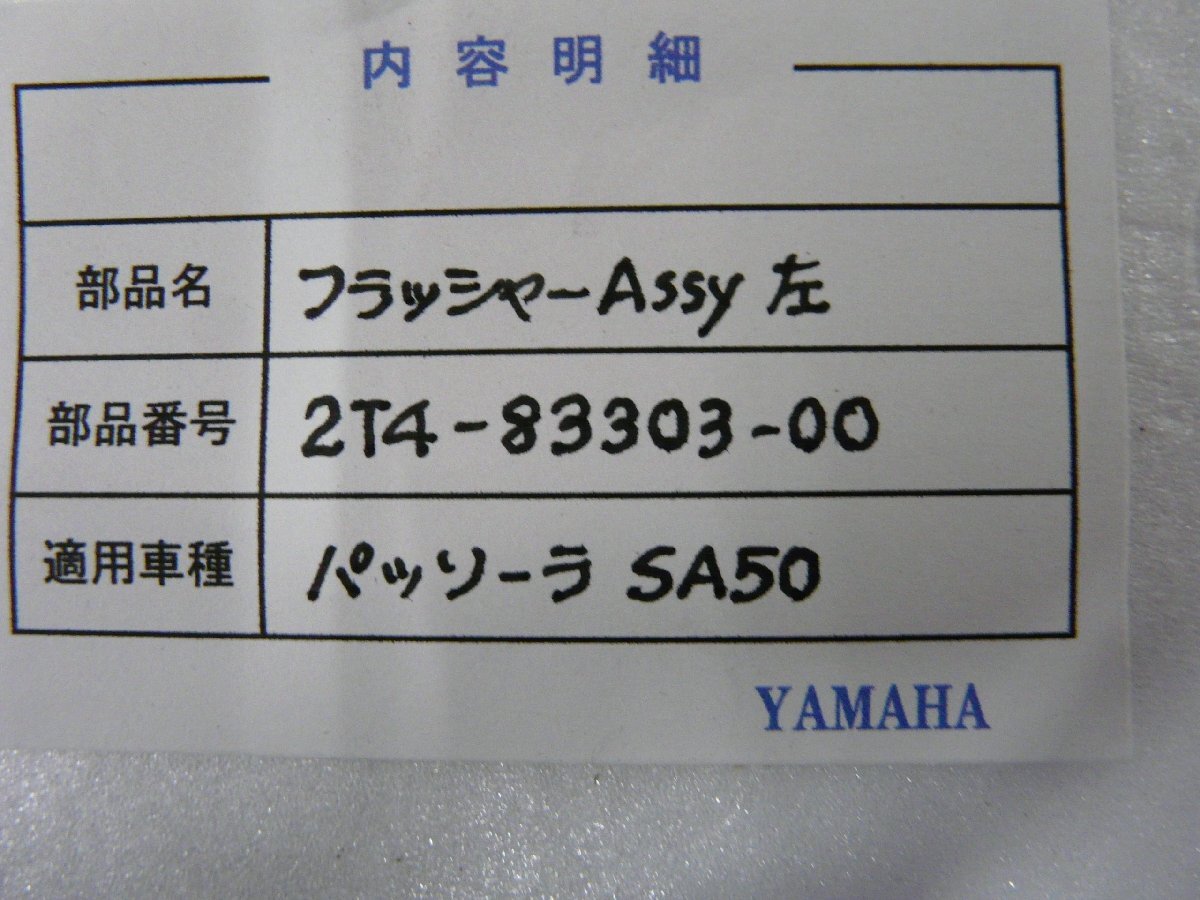 内容明細
部品名 フラッシャーAssy 左
部品番号 2T4-83303-00
適用車種 パッソーラ SA50
YAMAHA